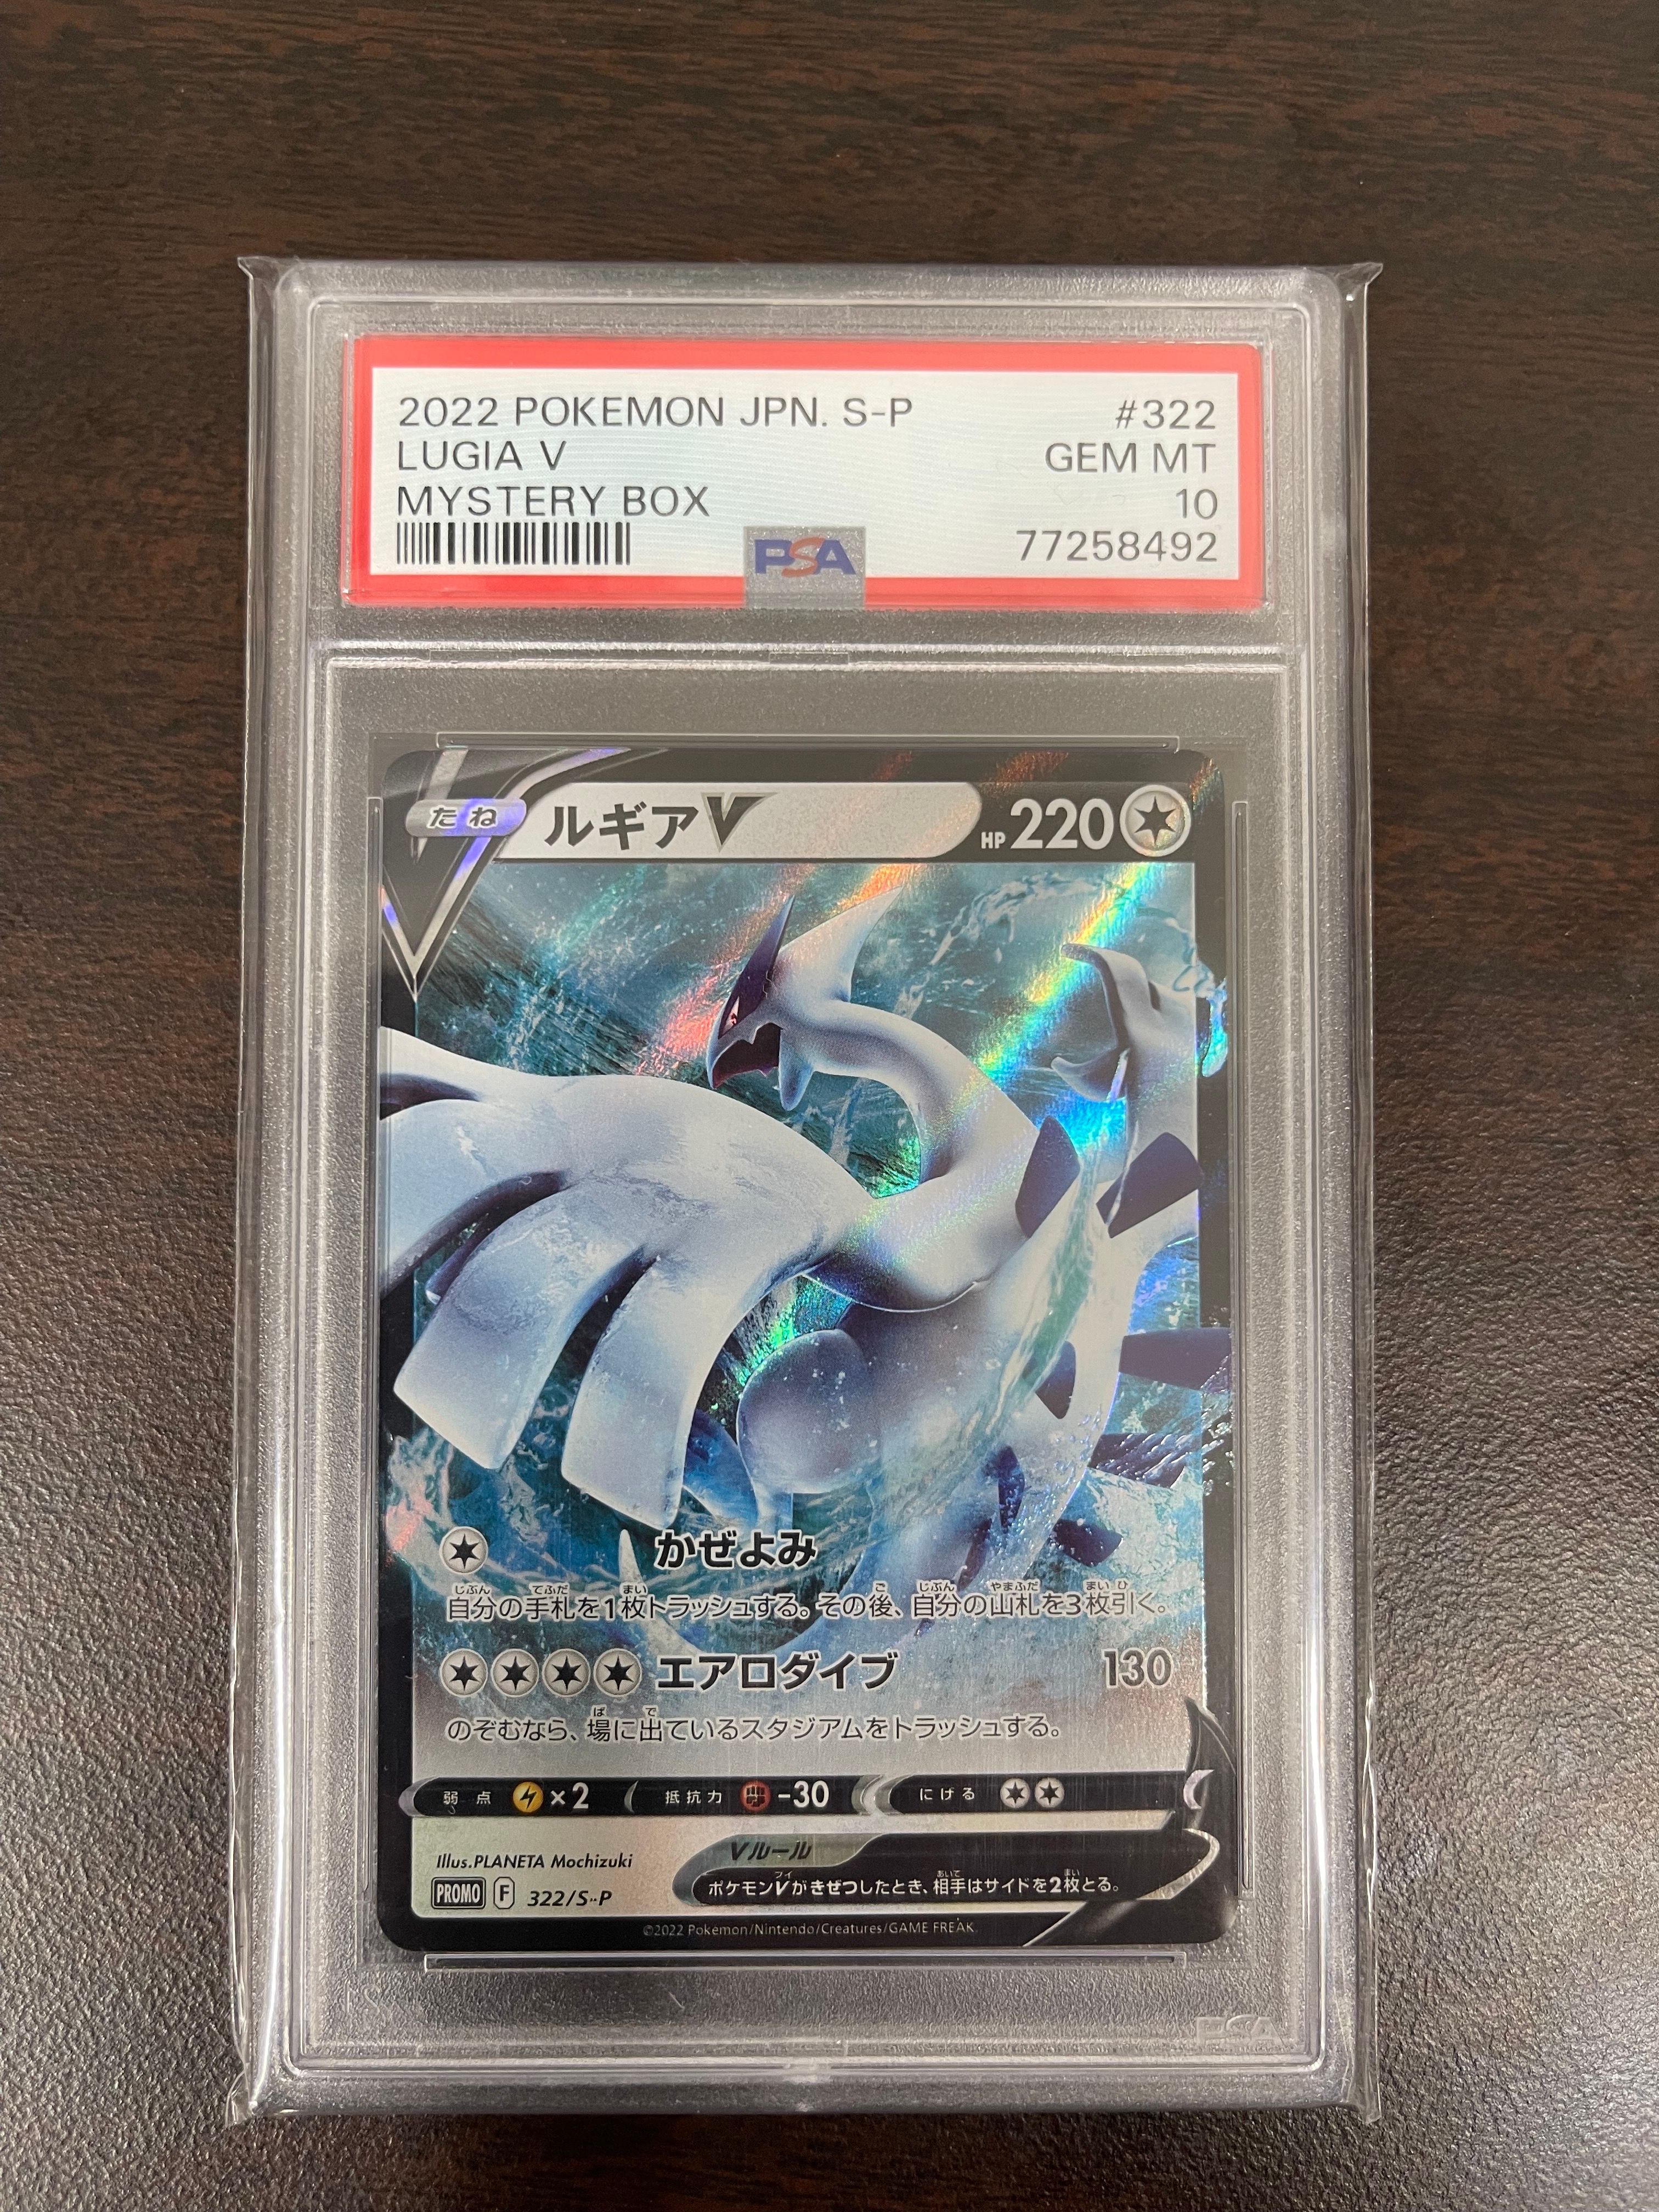 2022 POKEMON JPN. S-P #322
LUGIA V GEM MT
MYSTERY BOX 10
PSA 77258492
たね ルギアV HP 220
かぜよみ
自分の手札を1枚トラッシュする。その後、自分の山札を3枚引く。
エアロダイブ 130
のぞむなら、場に出ているスタジアムをトラッシュする。
弱点 ×2 抵抗力 -30 にげる
Illus.PLANETA Mochizuki
Vルール
ポケモンVがきぜつしたとき、相手はサイドを2枚とる。
PROMO F 322/S-P
©2022 Pokémon/Nintendo/Creatures/GAME FREAK.
PSA